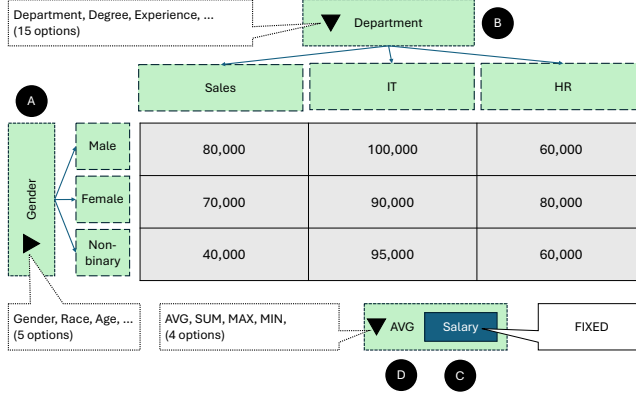 Department, Degree, Experience, ...
(15 options)
Department
B
Sales
IT
HR
A
Gender
Male
80,000
100,000
60,000
Female
70,000
90,000
80,000
Non-
binary
40,000
95,000
60,000
Gender, Race, Age, ...
(5 options)
AVG, SUM, MAX, MIN,
(4 options)
AVG
Salary
FIXED
D
C